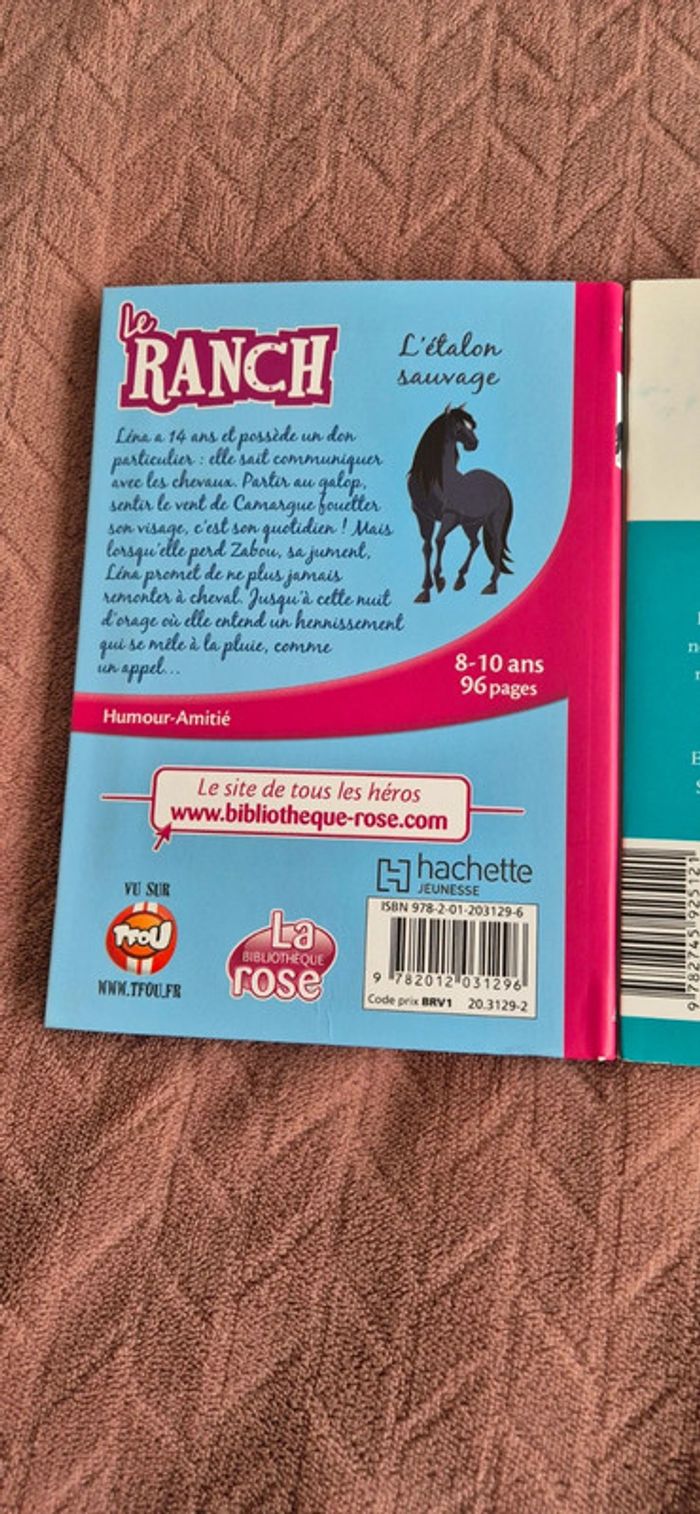 Le
RANCH
L'étalon
sauvage
Léna a 14 ans et possède un don
particulier : elle sait communiquer
avec les chevaux. Partir au galop,
sentir le vent de Camargue fouetter
son visage, c'est son quotidien ! Mais
lorsqu'elle perd Zabou, sa jument,
Léna promet de ne plus jamais
remonter à cheval. Jusqu'à cette nuit
d'orage où elle entend un hennissement
qui se mêle à la pluie, comme
un appel...
8-10 ans
96 pages
Humour-Amitié
Le site de tous les héros
www.bibliotheque-rose.com
hachette
JEUNESSE
VU SUR
TFOU
WWW.TFOU.FR
La
BIBLIOTHÈQUE
rose
ISBN 978-2-01-203129-6
9 782012 031296
Code prix BRV1 20.3129-2
9 782745 925121